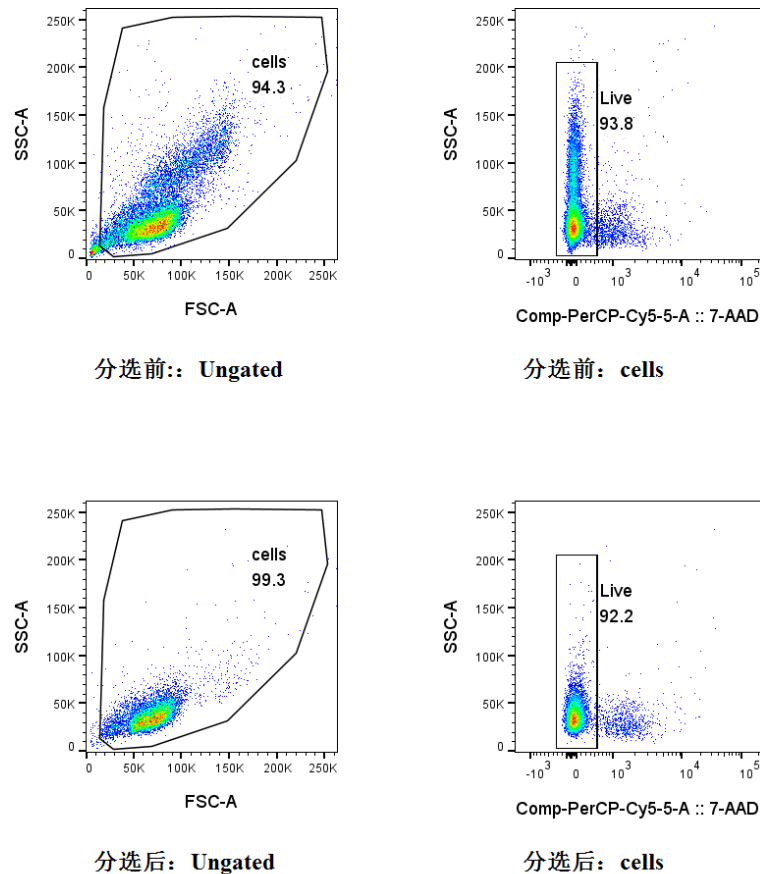 250K
200K
150K
100K
50K
0
SSC-A
cells
94.3
0
50K
100K
150K
200K
250K
FSC-A
分选前:：Ungated
250K
200K
150K
100K
50K
0
SSC-A
Live
93.8
-10³
0
10³
10⁴
10⁵
Comp-PerCP-Cy5-5-A :: 7-AAD
分选前：cells
250K
200K
150K
100K
50K
0
SSC-A
cells
99.3
0
50K
100K
150K
200K
250K
FSC-A
分选后：Ungated
250K
200K
150K
100K
50K
0
SSC-A
Live
92.2
-10³
0
10³
10⁴
10⁵
Comp-PerCP-Cy5-5-A :: 7-AAD
分选后：cells